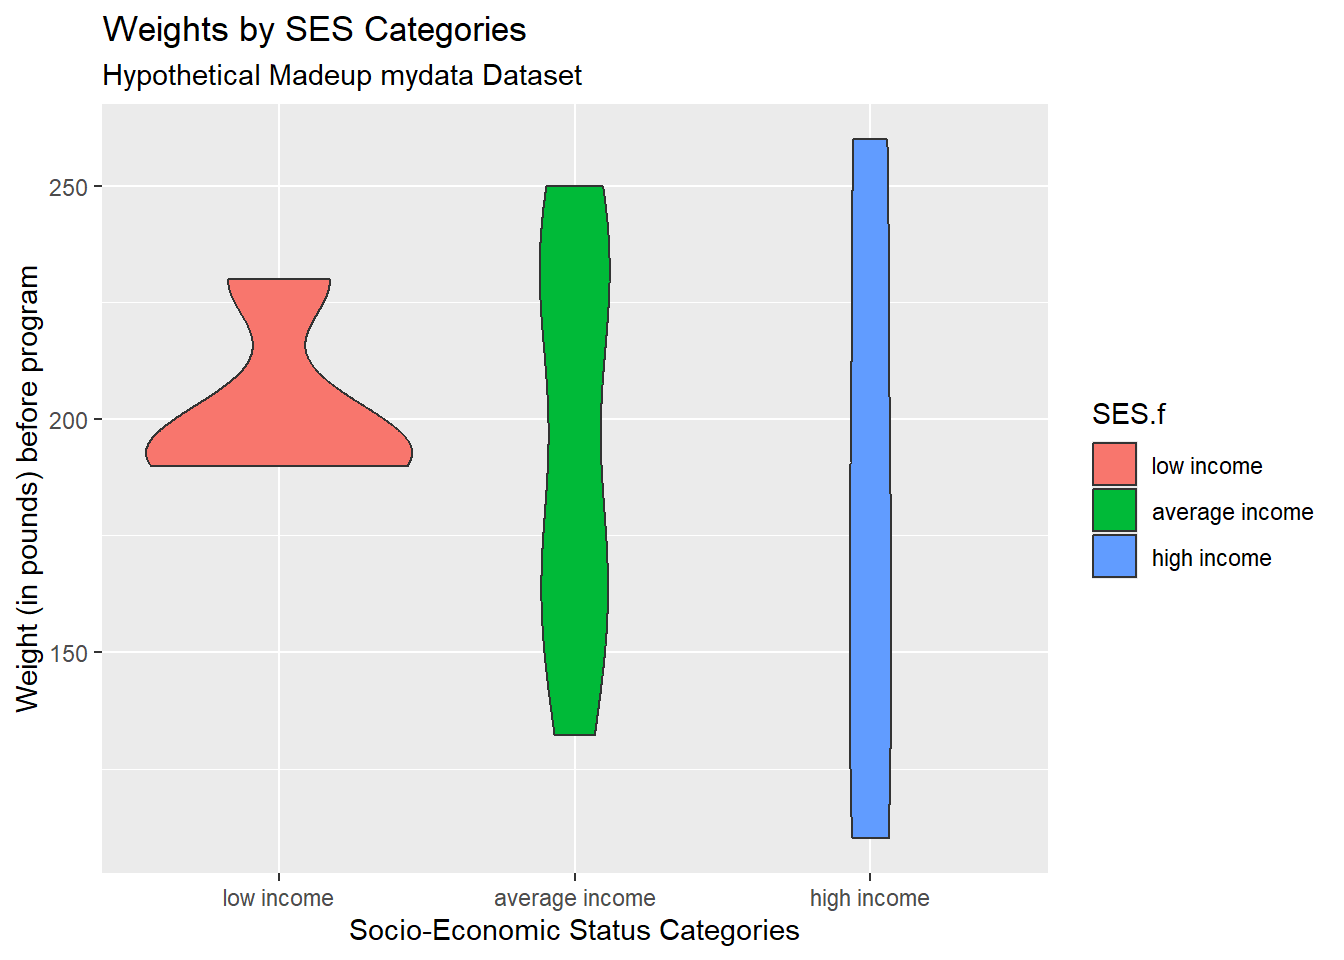 Weights by SES Categories
Hypothetical Madeup mydata Dataset
Weight (in pounds) before program
250
200
150
low income
average income
high income
Socio-Economic Status Categories
SES.f
low income
average income
high income